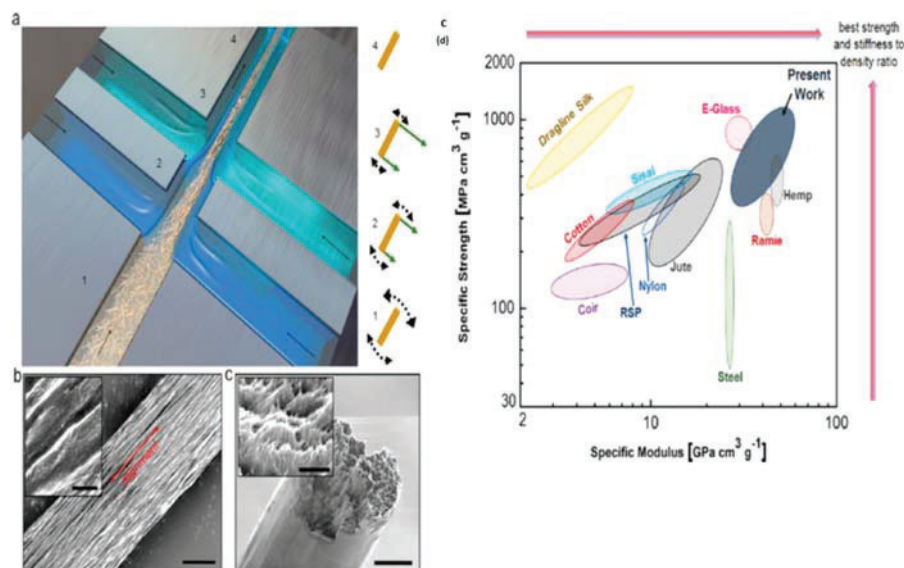 a
4
3
2
1
4
3
2
1
b
alignment
c
c
(d)
best strength
and stiffness to
density ratio
Specific Strength [MPa cm³ g⁻¹]
2000
1000
100
30
2
10
100
Specific Modulus [GPa cm³ g⁻¹]
Dragline Silk
E-Glass
Present
Work
Sisal
Hemp
Cotton
Ramie
Jute
Nylon
Coir
RSP
Steel